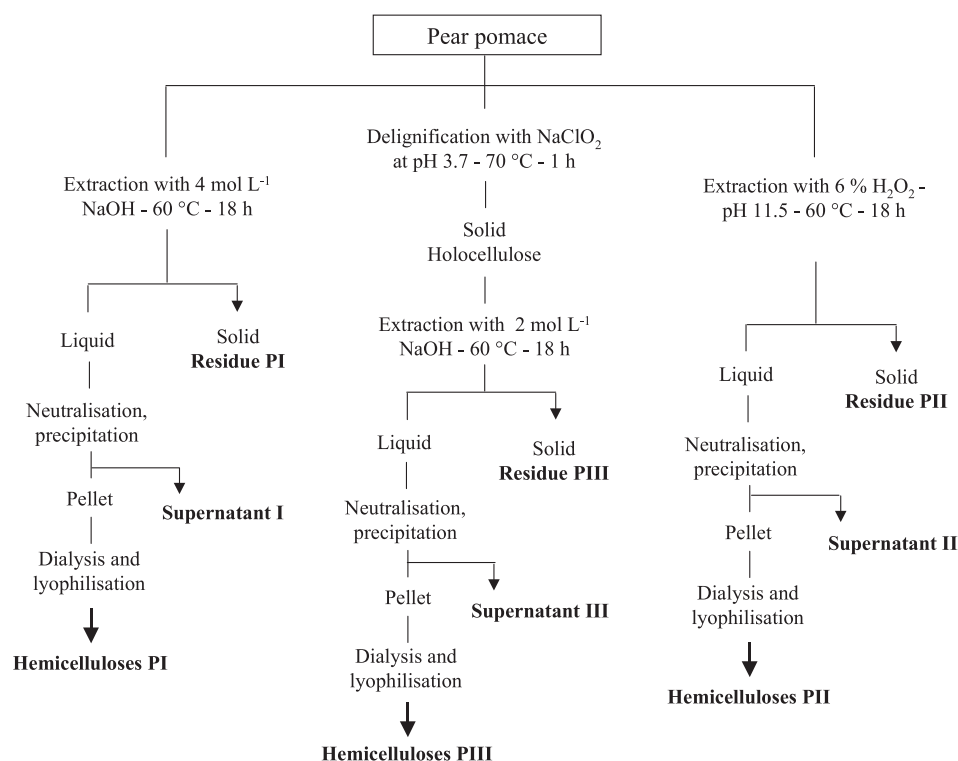 Pear pomace
Extraction with 4 mol L⁻¹
NaOH - 60 °C - 18 h
Liquid
Solid
Residue PI
Neutralisation,
precipitation
Pellet
Supernatant I
Dialysis and
lyophilisation
Hemicelluloses PI
Delignification with NaClO₂
at pH 3.7 - 70 °C - 1 h
Solid
Holocellulose
Extraction with 2 mol L⁻¹
NaOH - 60 °C - 18 h
Liquid
Solid
Residue PIII
Neutralisation,
precipitation
Pellet
Supernatant III
Dialysis and
lyophilisation
Hemicelluloses PIII
Extraction with 6 % H₂O₂ -
pH 11.5 - 60 °C - 18 h
Liquid
Solid
Residue PII
Neutralisation,
precipitation
Pellet
Supernatant II
Dialysis and
lyophilisation
Hemicelluloses PII